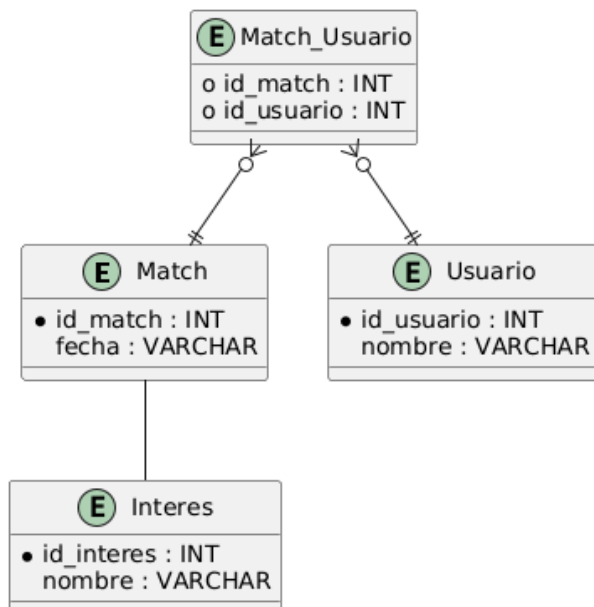 E Match_Usuario
o id_match : INT
o id_usuario : INT
E Match
• id_match : INT
fecha : VARCHAR
E Usuario
• id_usuario : INT
nombre : VARCHAR
E Interes
• id_interes : INT
nombre : VARCHAR